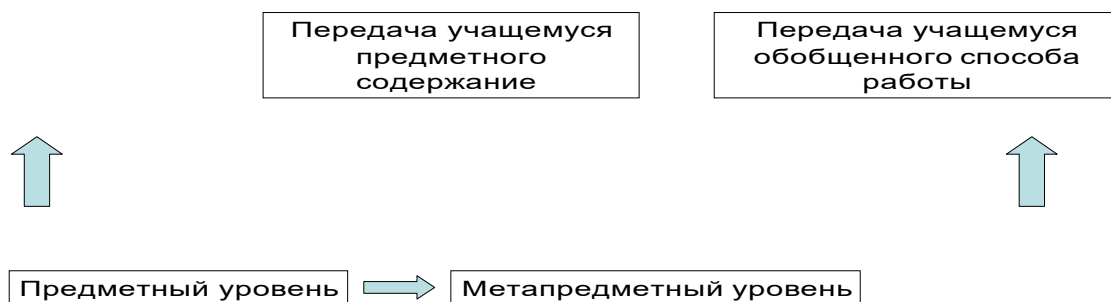 Передача учащемуся
предметного
содержание
Передача учащемуся
обобщенного способа
работы
Предметный уровень
Метапредметный уровень